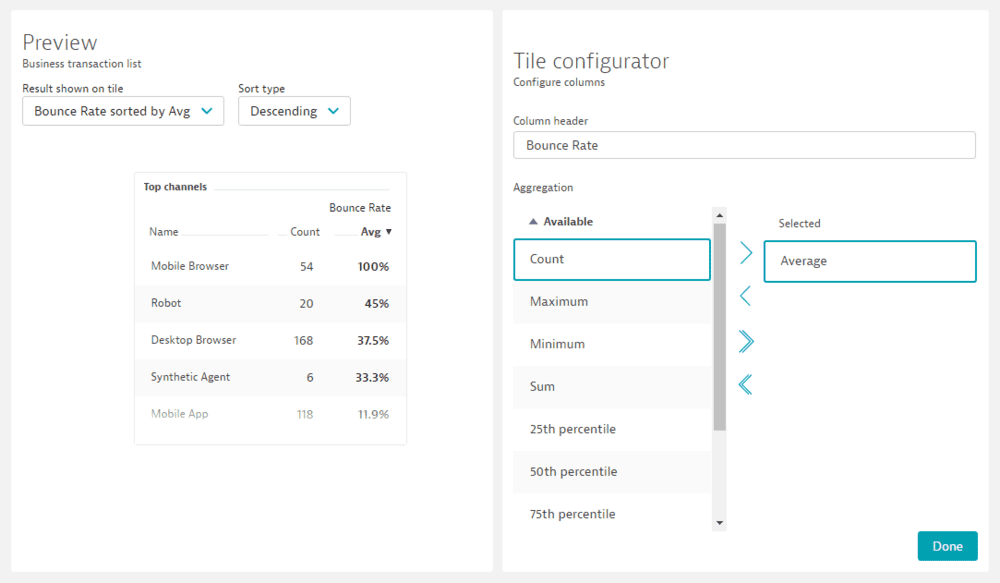 Preview
Business transaction list
Result shown on tile
Sort type
Bounce Rate sorted by Avg
Descending
Top channels
Bounce Rate
Name Count Avg ▼
Mobile Browser 54 100%
Robot 20 45%
Desktop Browser 168 37.5%
Synthetic Agent 6 33.3%
Mobile App 118 11.9%
Tile configurator
Configure columns
Column header
Bounce Rate
Aggregation
Available
Count
Maximum
Minimum
Sum
25th percentile
50th percentile
75th percentile
Selected
Average
Done